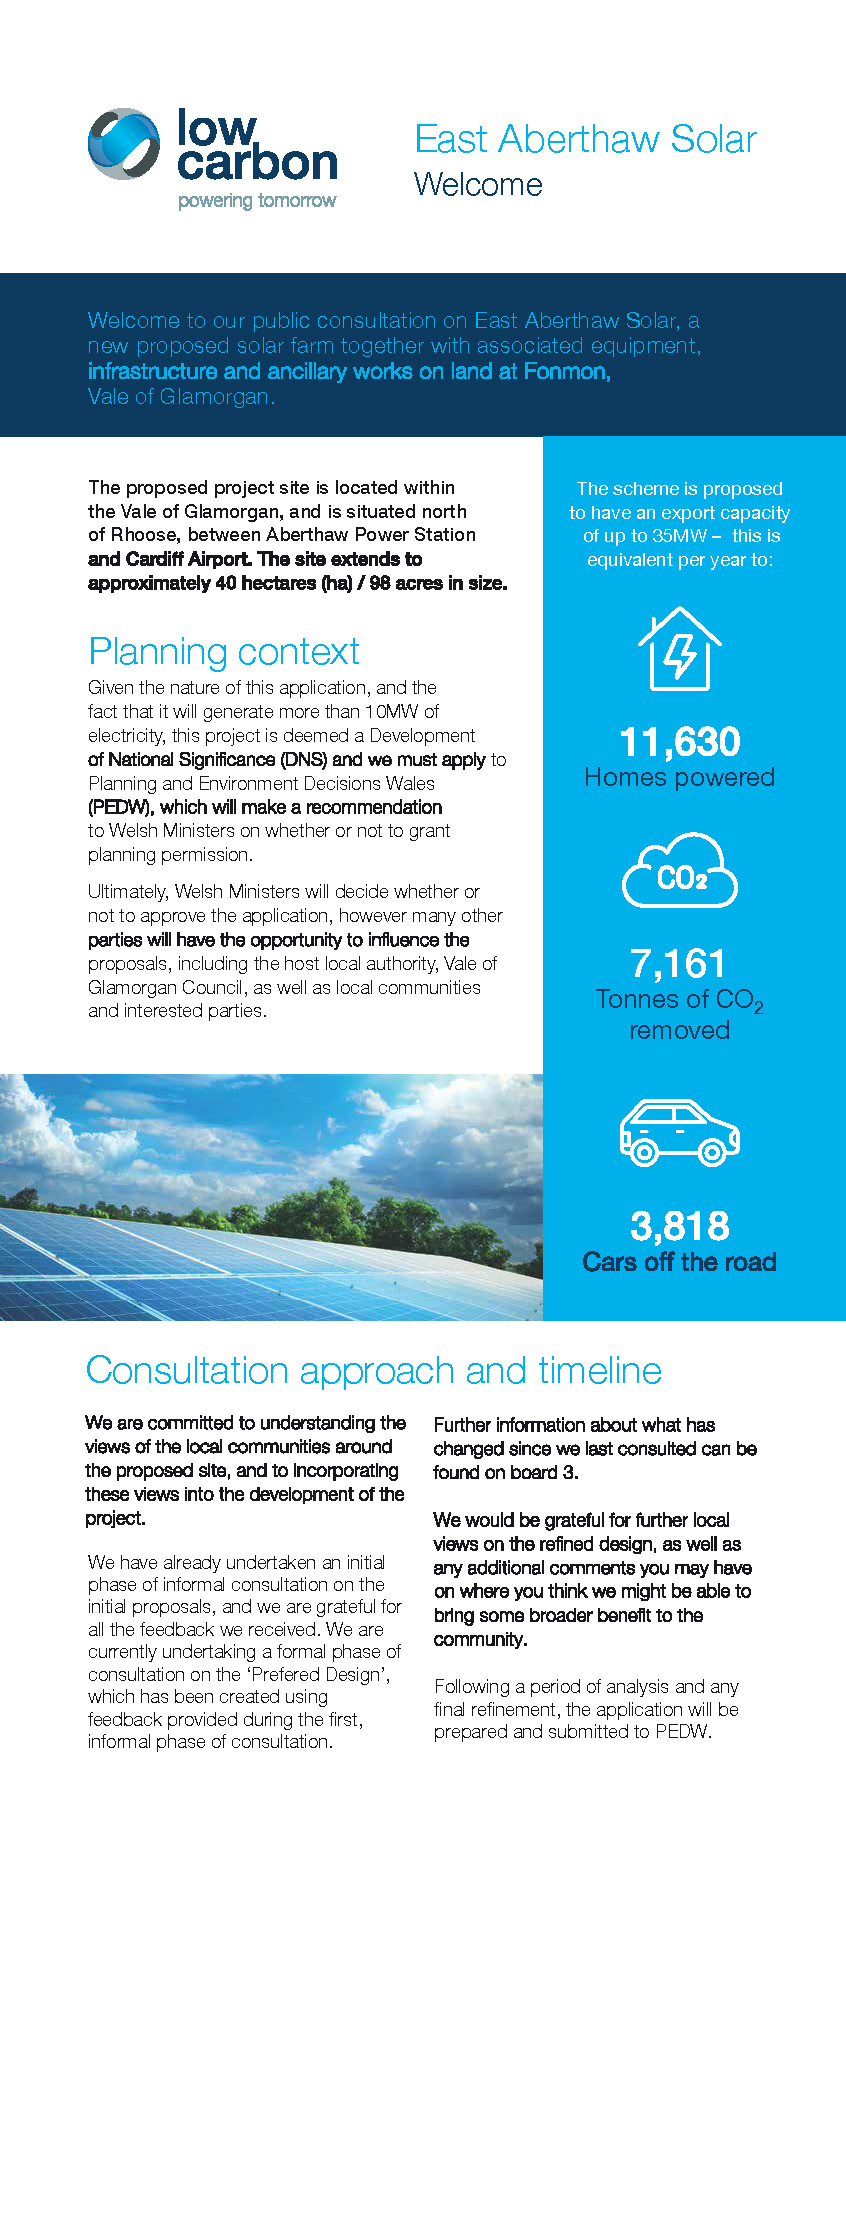 low
carbon
powering tomorrow
East Aberthaw Solar
Welcome
Welcome to our public consultation on East Aberthaw Solar, a
new proposed solar farm together with associated equipment,
infrastructure and ancillary works on land at Fonmon,
Vale of Glamorgan.
The proposed project site is located within
the Vale of Glamorgan, and is situated north
of Rhoose, between Aberthaw Power Station
and Cardiff Airport. The site extends to
approximately 40 hectares (ha) / 98 acres in size.
Planning context
Given the nature of this application, and the
fact that it will generate more than 10MW of
electricity, this project is deemed a Development
of National Significance (DNS) and we must apply to
Planning and Environment Decisions Wales
(PEDW), which will make a recommendation
to Welsh Ministers on whether or not to grant
planning permission.
Ultimately, Welsh Ministers will decide whether or
not to approve the application, however many other
parties will have the opportunity to influence the
proposals, including the host local authority, Vale of
Glamorgan Council, as well as local communities
and interested parties.
The scheme is proposed
to have an export capacity
of up to 35MW – this is
equivalent per year to:
11,630
Homes powered
CO₂
7,161
Tonnes of CO₂
removed
3,818
Cars off the road
Consultation approach and timeline
We are committed to understanding the
views of the local communities around
the proposed site, and to incorporating
these views into the development of the
project.
We have already undertaken an initial
phase of informal consultation on the
initial proposals, and we are grateful for
all the feedback we received. We are
currently undertaking a formal phase of
consultation on the ‘Prefered Design’,
which has been created using
feedback provided during the first,
informal phase of consultation.
Further information about what has
changed since we last consulted can be
found on board 3.
We would be grateful for further local
views on the refined design, as well as
any additional comments you may have
on where you think we might be able to
bring some broader benefit to the
community.
Following a period of analysis and any
final refinement, the application will be
prepared and submitted to PEDW.